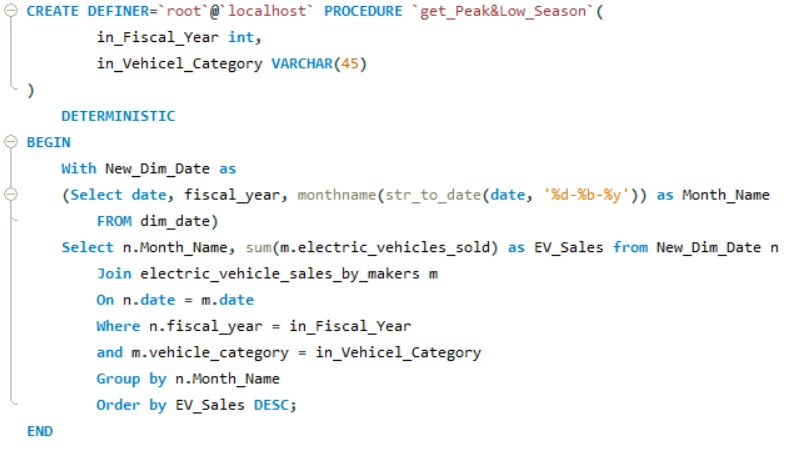 CREATE DEFINER=`root`@`localhost` PROCEDURE `get_Peak&Low_Season`(
in_Fiscal_Year int,
in_Vehicel_Category VARCHAR(45)
)
DETERMINISTIC
BEGIN
With New_Dim_Date as
(Select date, fiscal_year, monthname(str_to_date(date, '%d-%b-%y')) as Month_Name
FROM dim_date)
Select n.Month_Name, sum(m.electric_vehicles_sold) as EV_Sales from New_Dim_Date n
Join electric_vehicle_sales_by_makers m
On n.date = m.date
Where n.fiscal_year = in_Fiscal_Year
and m.vehicle_category = in_Vehicel_Category
Group by n.Month_Name
Order by EV_Sales DESC;
END